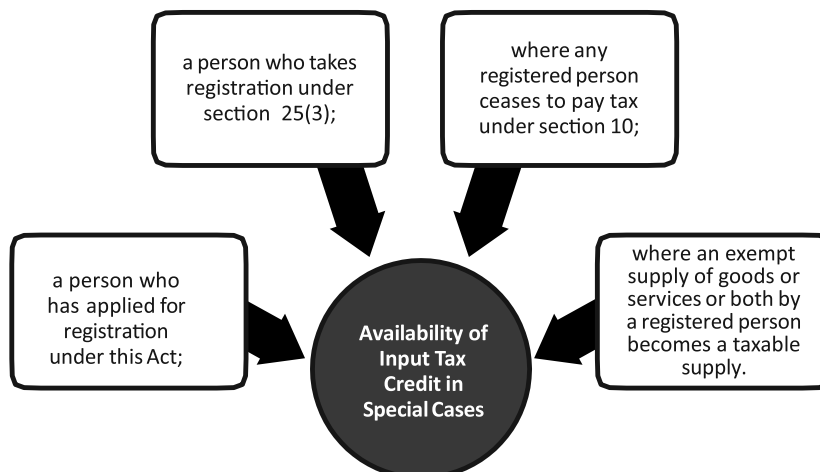 a person who takes
registration under
section 25(3);
where any
registered person
ceases to pay tax
under section 10;
a person who
has applied for
registration
under this Act;
where an exempt
supply of goods or
services or both by
a registered person
becomes a taxable
supply.
Availability of
Input Tax
Credit in
Special Cases